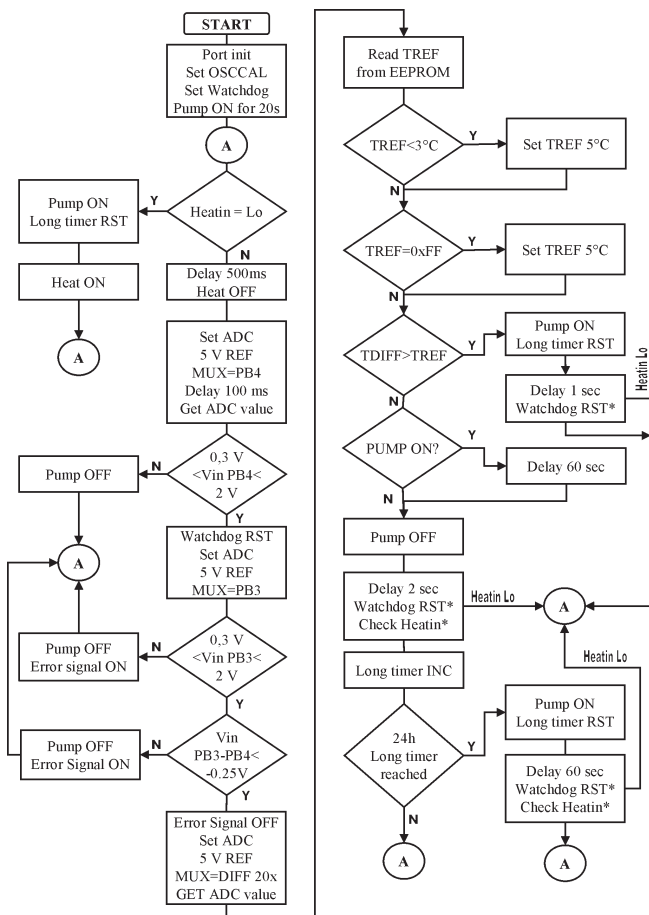 START
Port init
Set OSCCAL
Set Watchdog
Pump ON for 20s
A
Heatin = Lo
Y
N
Pump ON
Long timer RST
Heat ON
A
Delay 500ms
Heat OFF
Set ADC
5 V REF
MUX=PB4
Delay 100 ms
Get ADC value
0,3 V
<Vin PB4<
2 V
N
Y
Pump OFF
A
Watchdog RST
Set ADC
5 V REF
MUX=PB3
0,3 V
<Vin PB3<
2 V
N
Y
Pump OFF
Error signal ON
Vin
PB3-PB4<
-0.25V
N
Y
Pump OFF
Error Signal ON
Error Signal OFF
Set ADC
5 V REF
MUX=DIFF 20x
GET ADC value
Read TREF
from EEPROM
TREF<3°C
Y
N
Set TREF 5°C
TREF=0xFF
Y
N
Set TREF 5°C
TDIFF>TREF
Y
N
Pump ON
Long timer RST
Delay 1 sec
Watchdog RST*
Heatin Lo
PUMP ON?
Y
N
Delay 60 sec
Pump OFF
Delay 2 sec
Watchdog RST*
Check Heatin*
Heatin Lo
A
Heatin Lo
Long timer INC
24h
Long timer
reached
Y
N
Pump ON
Long timer RST
Delay 60 sec
Watchdog RST*
Check Heatin*
A
A